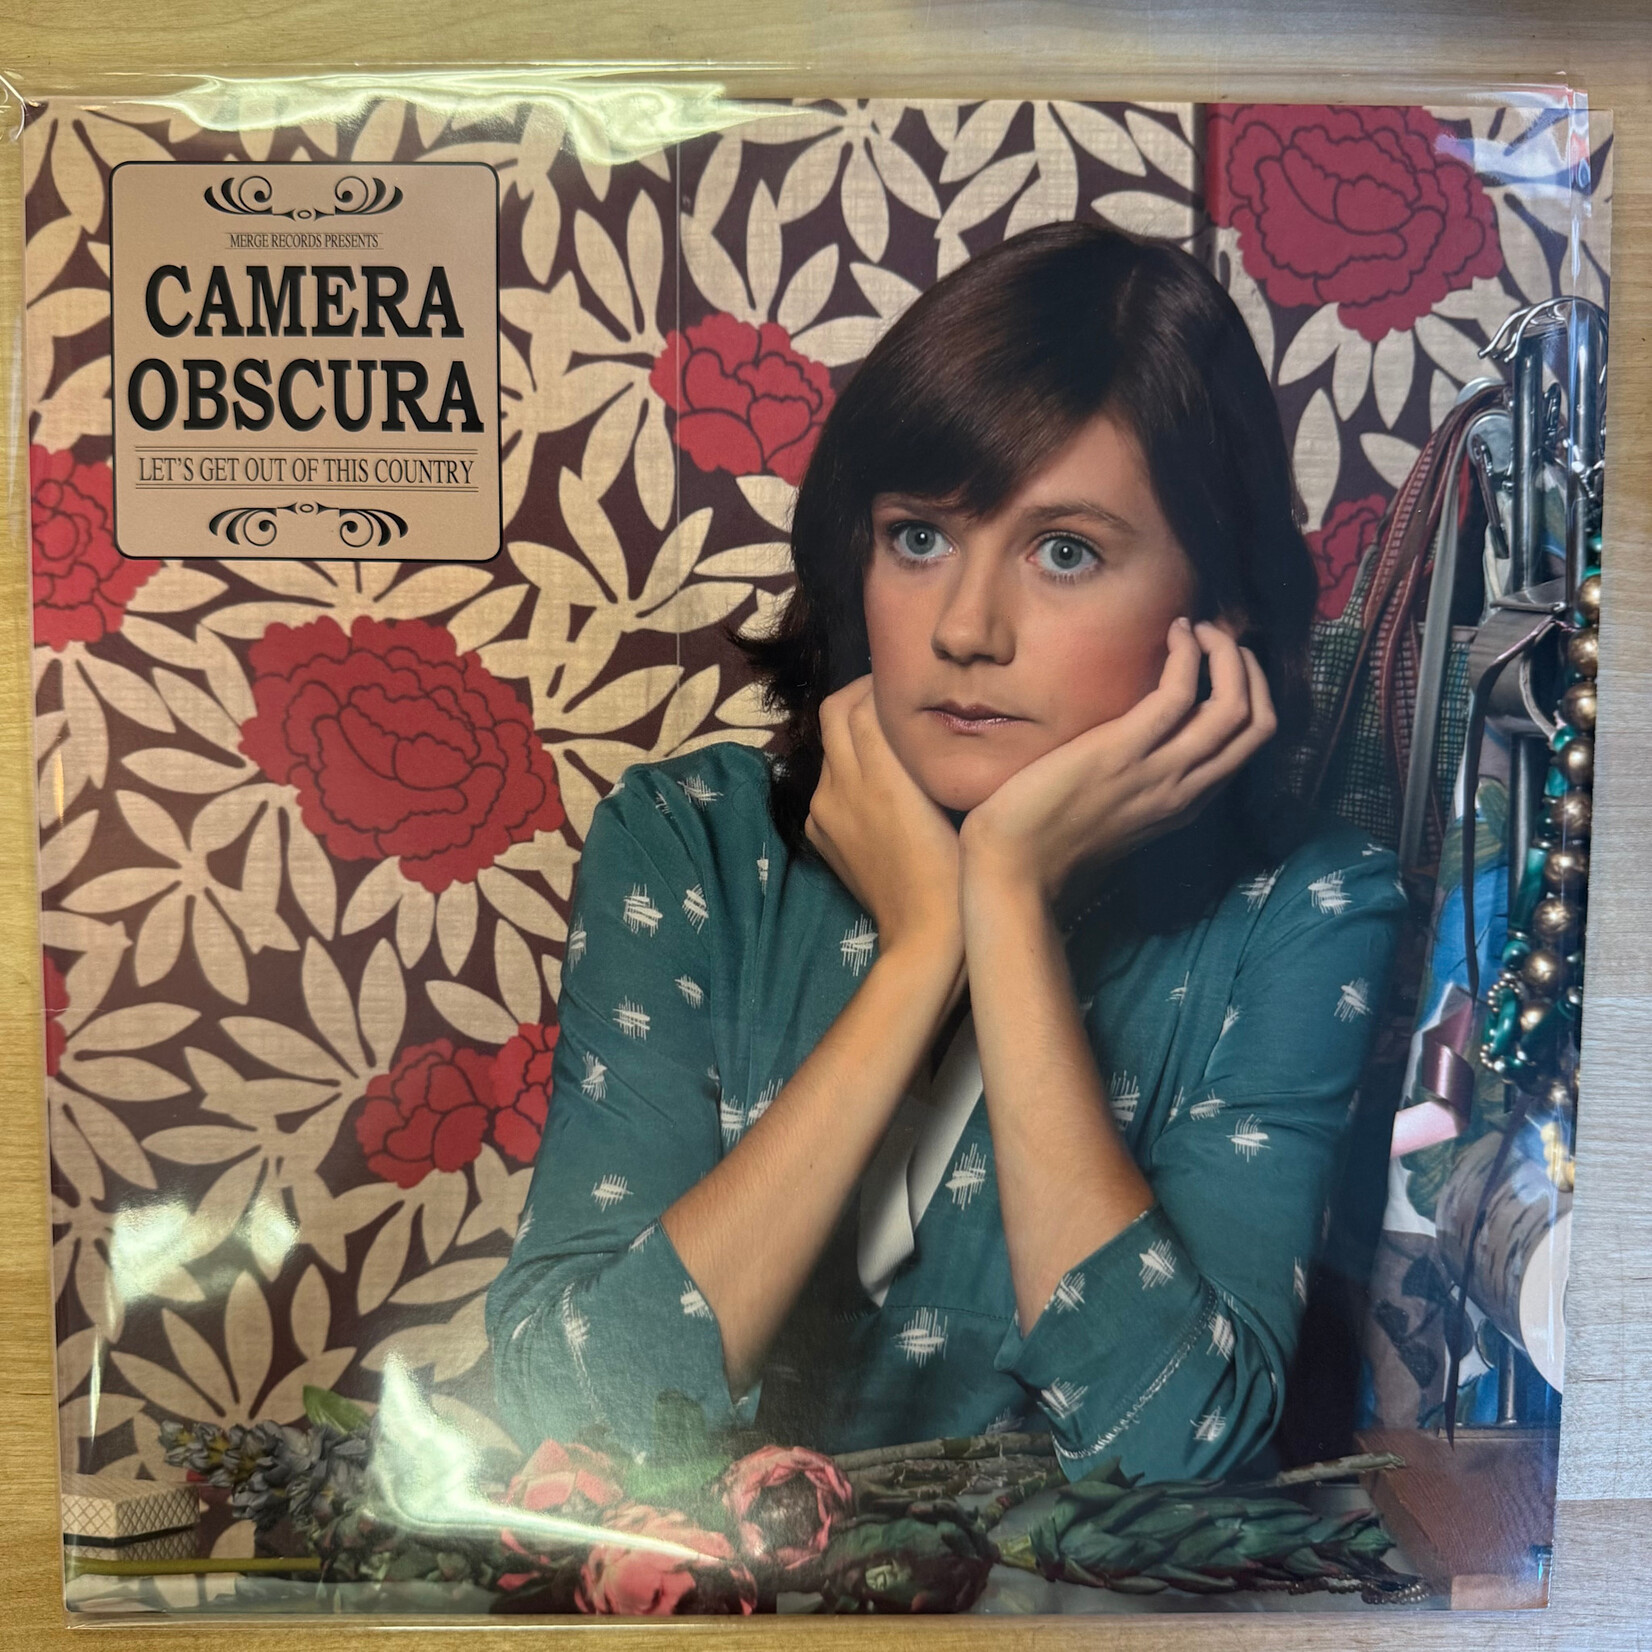 MERGE RECORDS PRESENTS
CAMERA
OBSCURA
LET'S GET OUT OF THIS COUNTRY